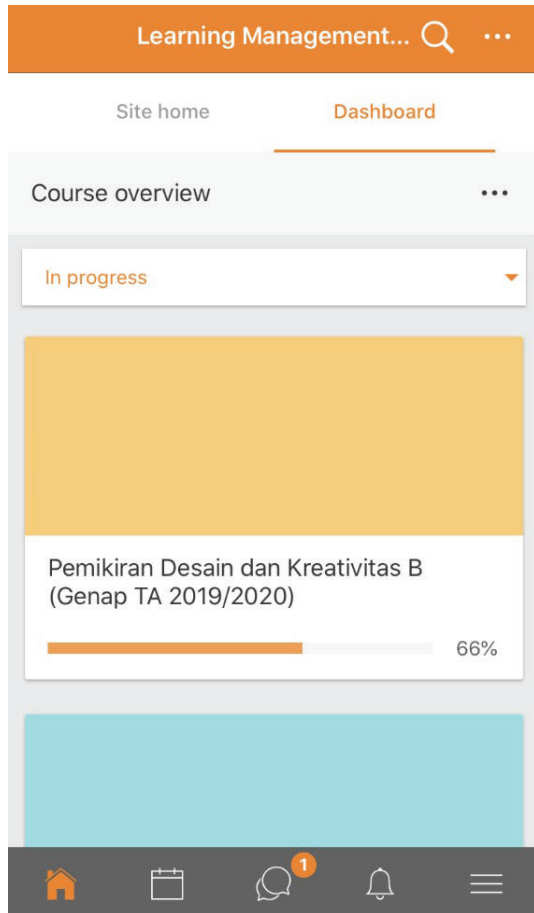 Learning Management...
Site home
Dashboard
Course overview
In progress
Pemikiran Desain dan Kreativitas B
(Genap TA 2019/2020)
66%
1